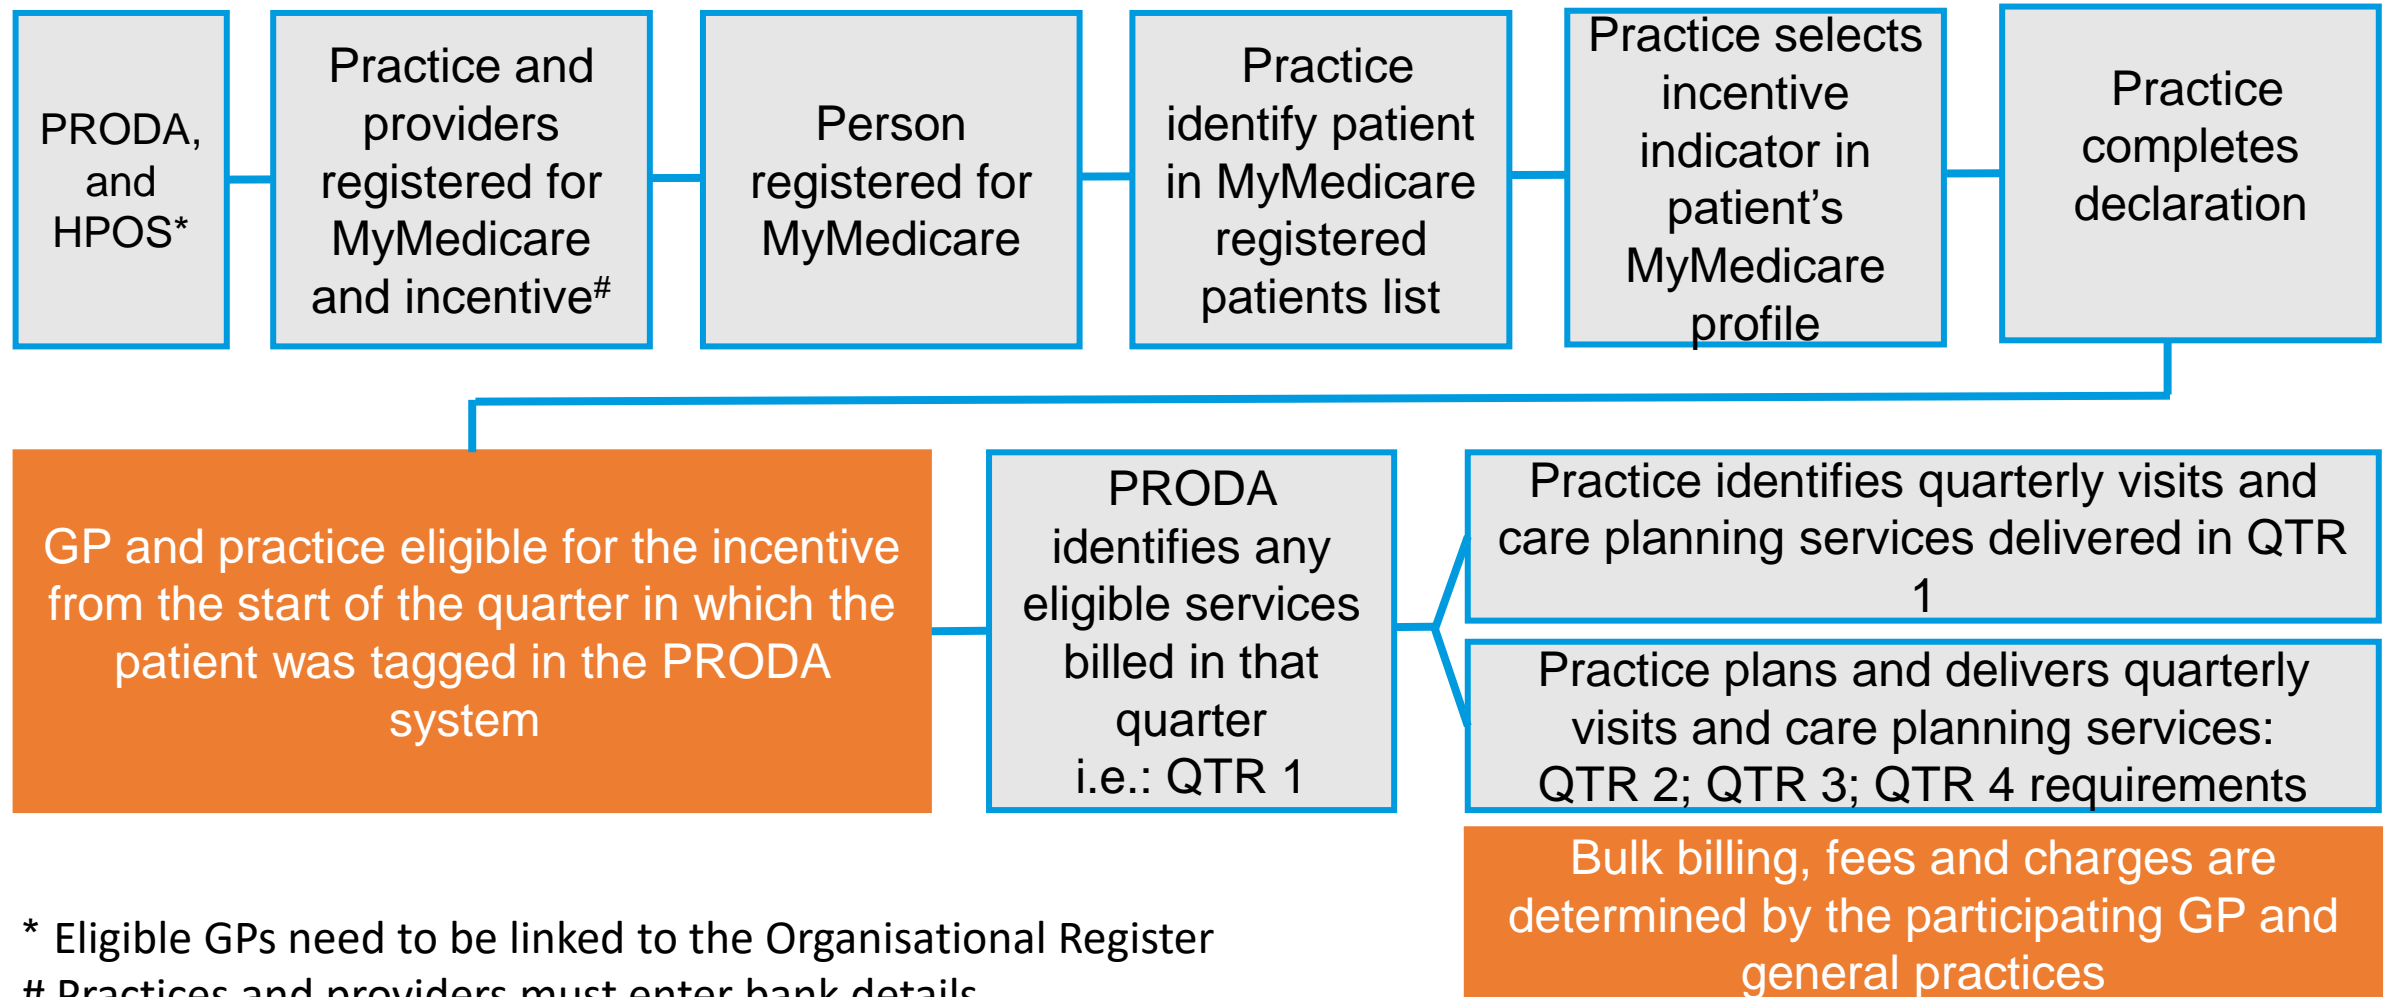 PRODA,
and
HPOS*
Practice and
providers
registered for
MyMedicare
and incentive#
Person
registered for
MyMedicare
Practice
identify patient
in MyMedicare
registered
patients list
Practice selects
incentive
indicator in
patient’s
MyMedicare
profile
Practice
completes
declaration
GP and practice eligible for the incentive
from the start of the quarter in which the
patient was tagged in the PRODA
system
PRODA
identifies any
eligible services
billed in that
quarter
i.e.: QTR 1
Practice identifies quarterly visits and
care planning services delivered in QTR
1
Practice plans and delivers quarterly
visits and care planning services:
QTR 2; QTR 3; QTR 4 requirements
Bulk billing, fees and charges are
determined by the participating GP and
general practices
* Eligible GPs need to be linked to the Organisational Register
# Practices and providers must enter bank details